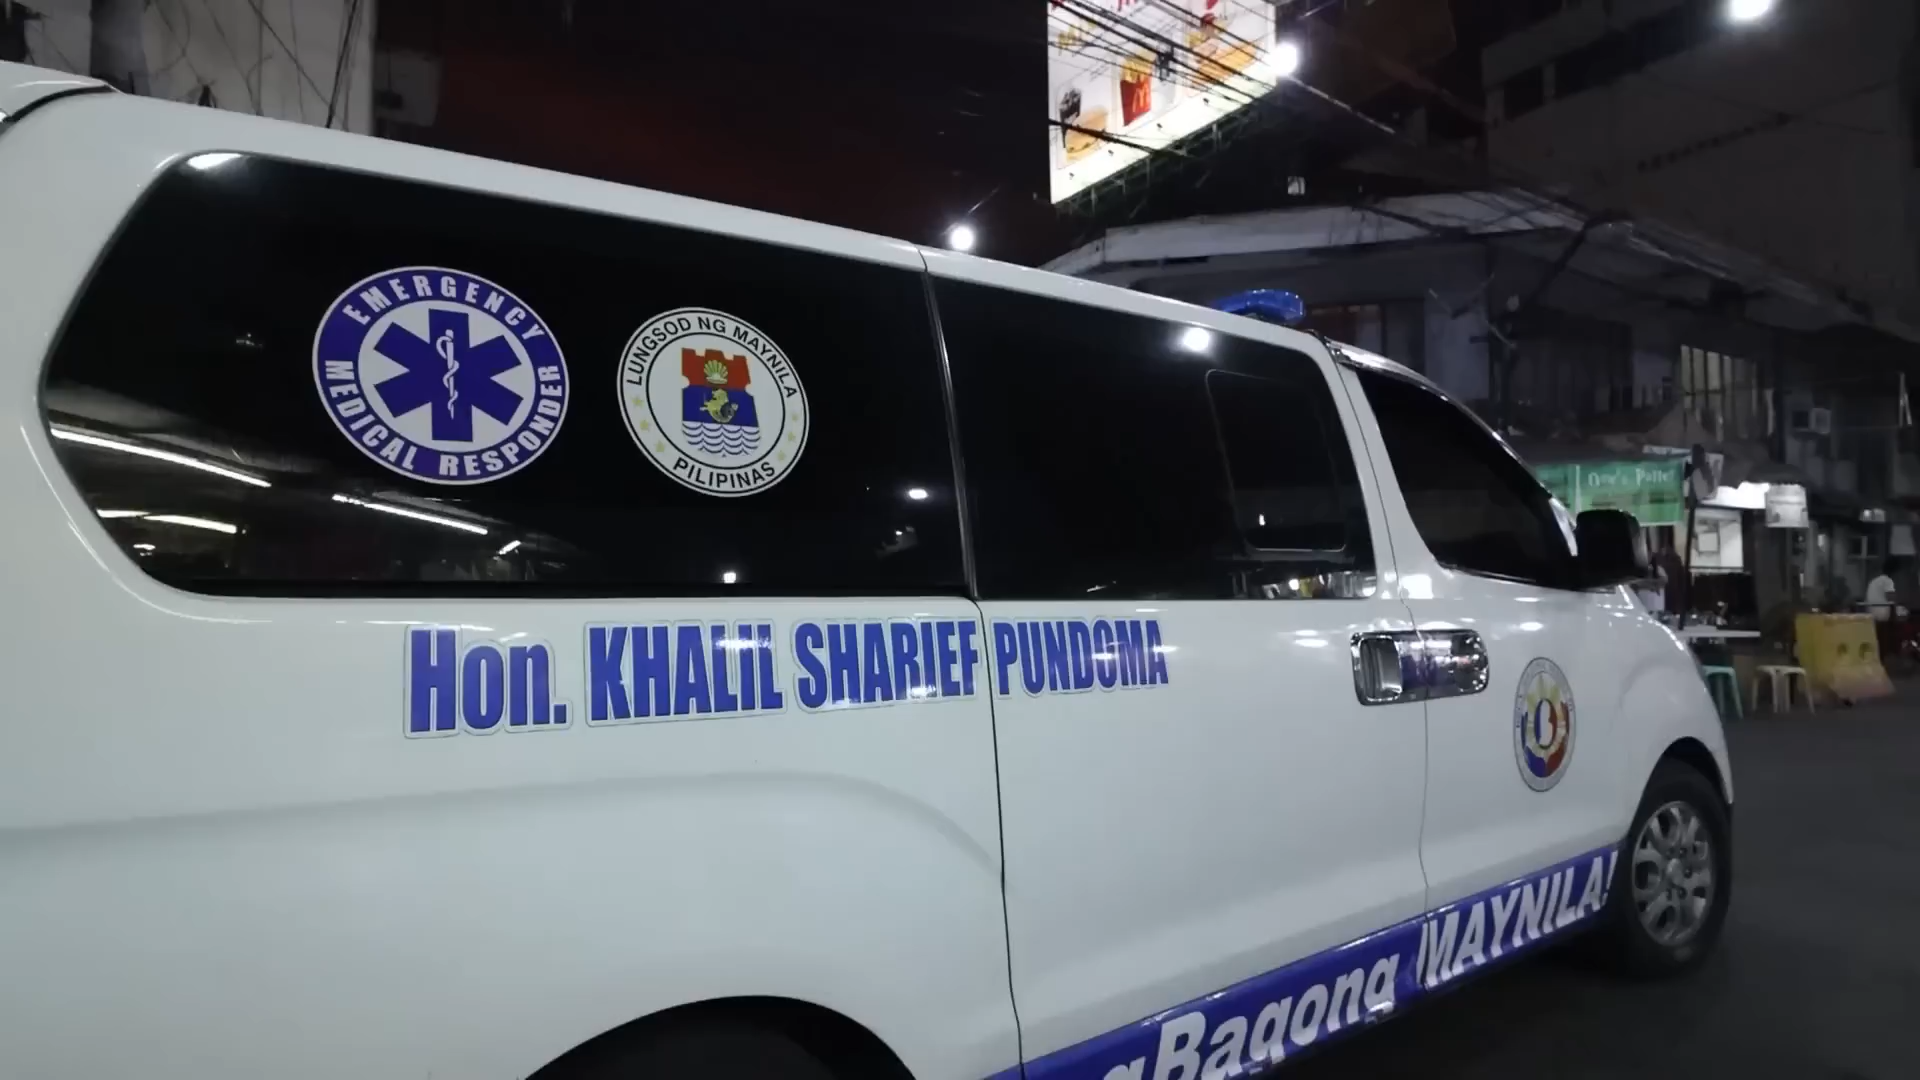 EMERGENCY
MEDICAL RESPONDER
LUNGSOD NG MAYNILA
PILIPINAS
Hon. KHALiL SHARIEF PUNDOMA
Bagong MAYNILA!